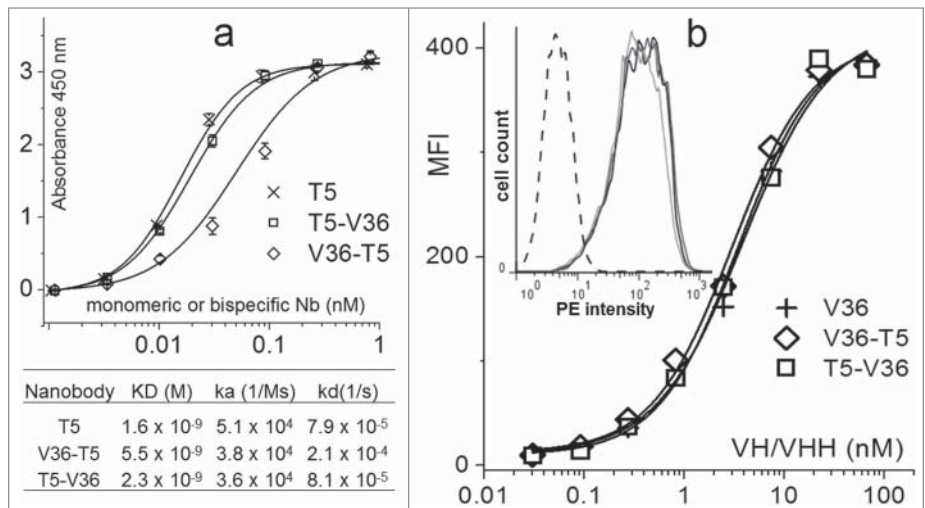 a
Absorbance 450 nm
3
2
1
0
T5
T5-V36
V36-T5
monomeric or bispecific Nb (nM)
0.01 0.1 1
Nanobody KD (M) ka (1/Ms) kd(1/s)
T5 1.6 x 10-9 5.1 x 10⁴ 7.9 x 10-5
V36-T5 5.5 x 10-9 3.8 x 10⁴ 2.1 x 10-4
T5-V36 2.3 x 10-9 3.6 x 10⁴ 8.1 x 10-5
b
MFI
400
200
0
cell count
0
10⁰ 10¹ 10² 10³
PE intensity
V36
V36-T5
T5-V36
VH/VHH (nM)
0.01 0.1 1 10 100